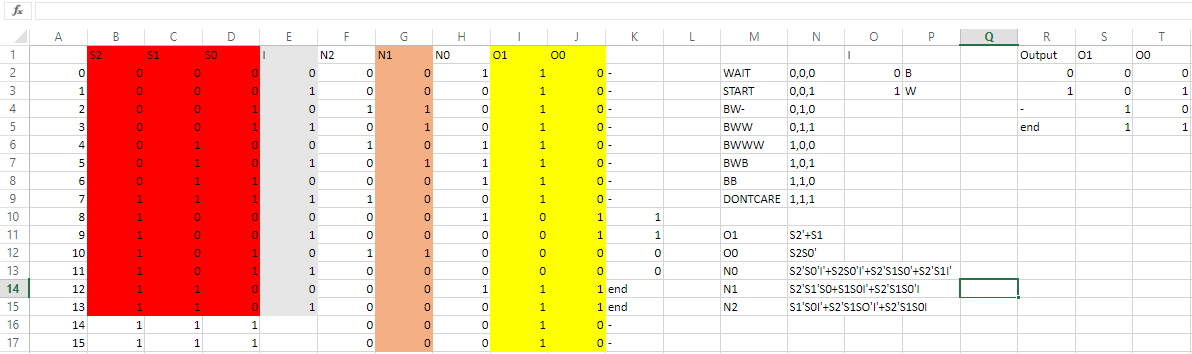 fx
A B C D E F G H I J K L M N O P Q R S T
1 S2 S1 S0 I N2 N1 N0 O1 O0 I Output O1 O0
2 0 0 0 0 0 0 0 1 1 0 - WAIT 0,0,0 0 B 0 0 0
3 1 0 0 0 1 0 0 0 1 0 - START 0,0,1 1 W 1 0 1
4 2 0 0 1 0 1 1 0 1 0 - BW- 0,1,0 - 1 0
5 3 0 0 1 1 0 1 0 1 0 - BWW 0,1,1 end 1 1
6 4 0 1 0 0 1 0 1 1 0 - BWWW 1,0,0
7 5 0 1 0 1 0 1 1 1 0 - BWB 1,0,1
8 6 0 1 1 0 0 0 1 1 0 - BB 1,1,0
9 7 1 1 1 1 1 0 0 1 0 - DONTCARE 1,1,1
10 8 1 0 0 0 0 0 1 0 1 1
11 9 1 0 0 1 0 0 0 0 1 1 O1 S2'+S1
12 10 1 0 1 0 1 1 0 0 0 0 O0 S2S0'
13 11 1 0 1 1 0 0 0 0 0 0 N0 S2'S0'I'+S2S0'I'+S2'S1S0'+S2'S1I'
14 12 1 1 0 0 0 0 1 1 1 end N1 S2'S1'S0+S1S0I'+S2'S1S0'I
15 13 1 1 0 1 0 0 0 1 1 end N2 S1'S0I'+S2'S1SO'I'+S2'S1S0I
16 14 1 1 1 0 0 0 1 0 -
17 15 1 1 1 0 0 0 1 0 -